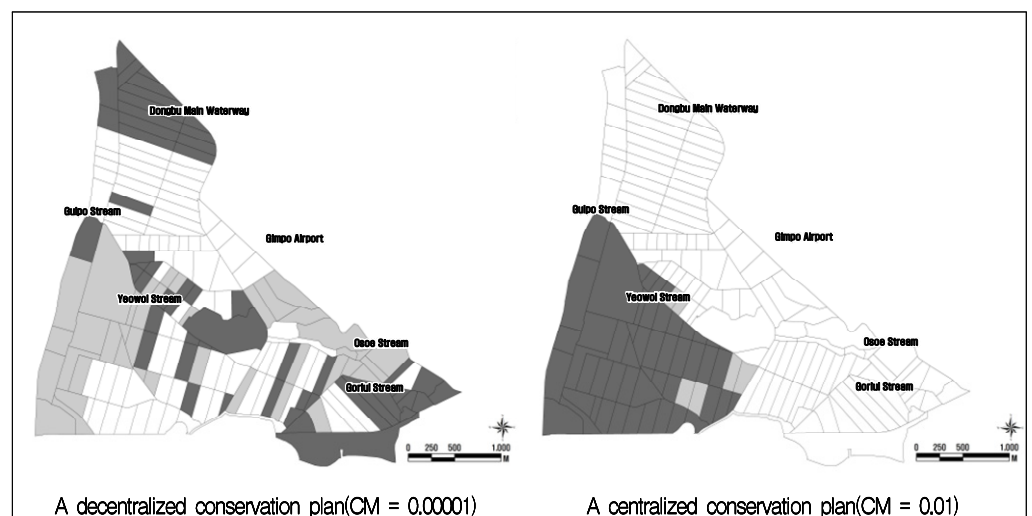 Dongbu Main Waterway
Gulpo Stream
Gimpo Airport
Yeowol Stream
Osoe Stream
Goriul Stream
0 250 500 1,000
M
A decentralized conservation plan(CM = 0.00001)
Dongbu Main Waterway
Gulpo Stream
Gimpo Airport
Yeowol Stream
Osoe Stream
Goriul Stream
0 250 500 1,000
M
A centralized conservation plan(CM = 0.01)